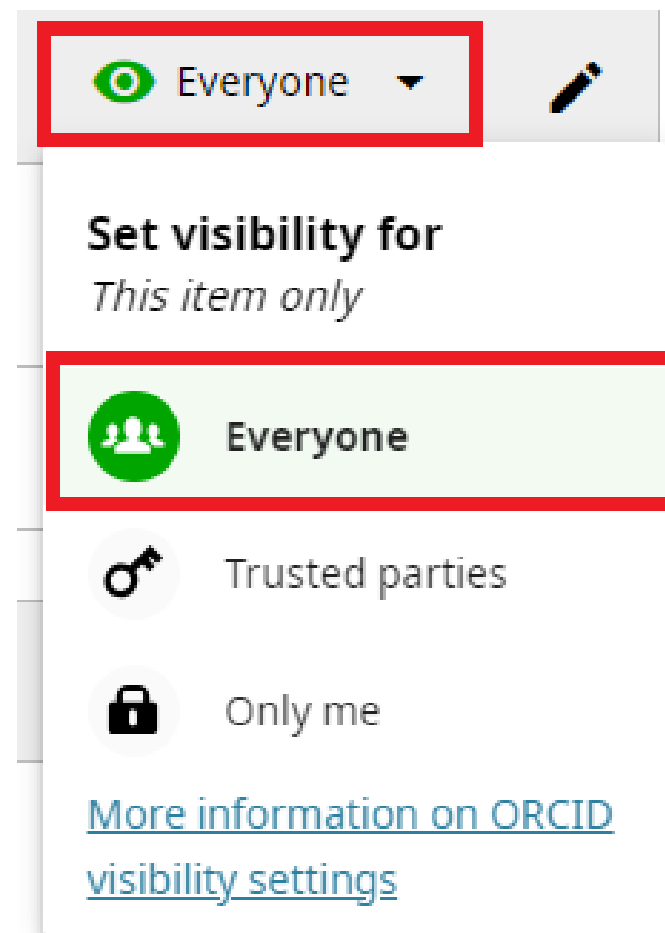 Everyone
Set visibility for
This item only
Everyone
Trusted parties
Only me
More information on ORCID
visibility settings